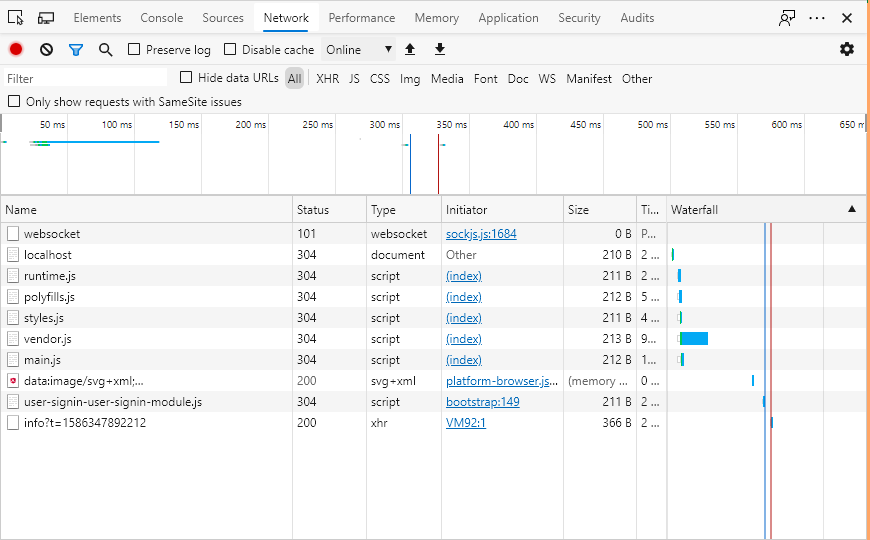 Elements Console Sources Network Performance Memory Application Security Audits
Preserve log Disable cache Online
Filter Hide data URLs All XHR JS CSS Img Media Font Doc WS Manifest Other
Only show requests with SameSite issues
50 ms 100 ms 150 ms 200 ms 250 ms 300 ms 350 ms 400 ms 450 ms 500 ms 550 ms 600 ms 650 m
Name Status Type Initiator Size Ti... Waterfall
websocket 101 websocket sockjs.js:1684 0 B P...
localhost 304 document Other 210 B 2 ...
runtime.js 304 script (index) 211 B 2 ...
polyfills.js 304 script (index) 212 B 5 ...
styles.js 304 script (index) 211 B 4 ...
vendor.js 304 script (index) 213 B 9...
main.js 304 script (index) 212 B 1...
data:image/svg+xml;... 200 svg+xml platform-browser.js... (memory ... 0 ...
user-signin-user-signin-module.js 304 script bootstrap:149 211 B 2 ...
info?t=1586347892212 200 xhr VM92:1 366 B 2 ...